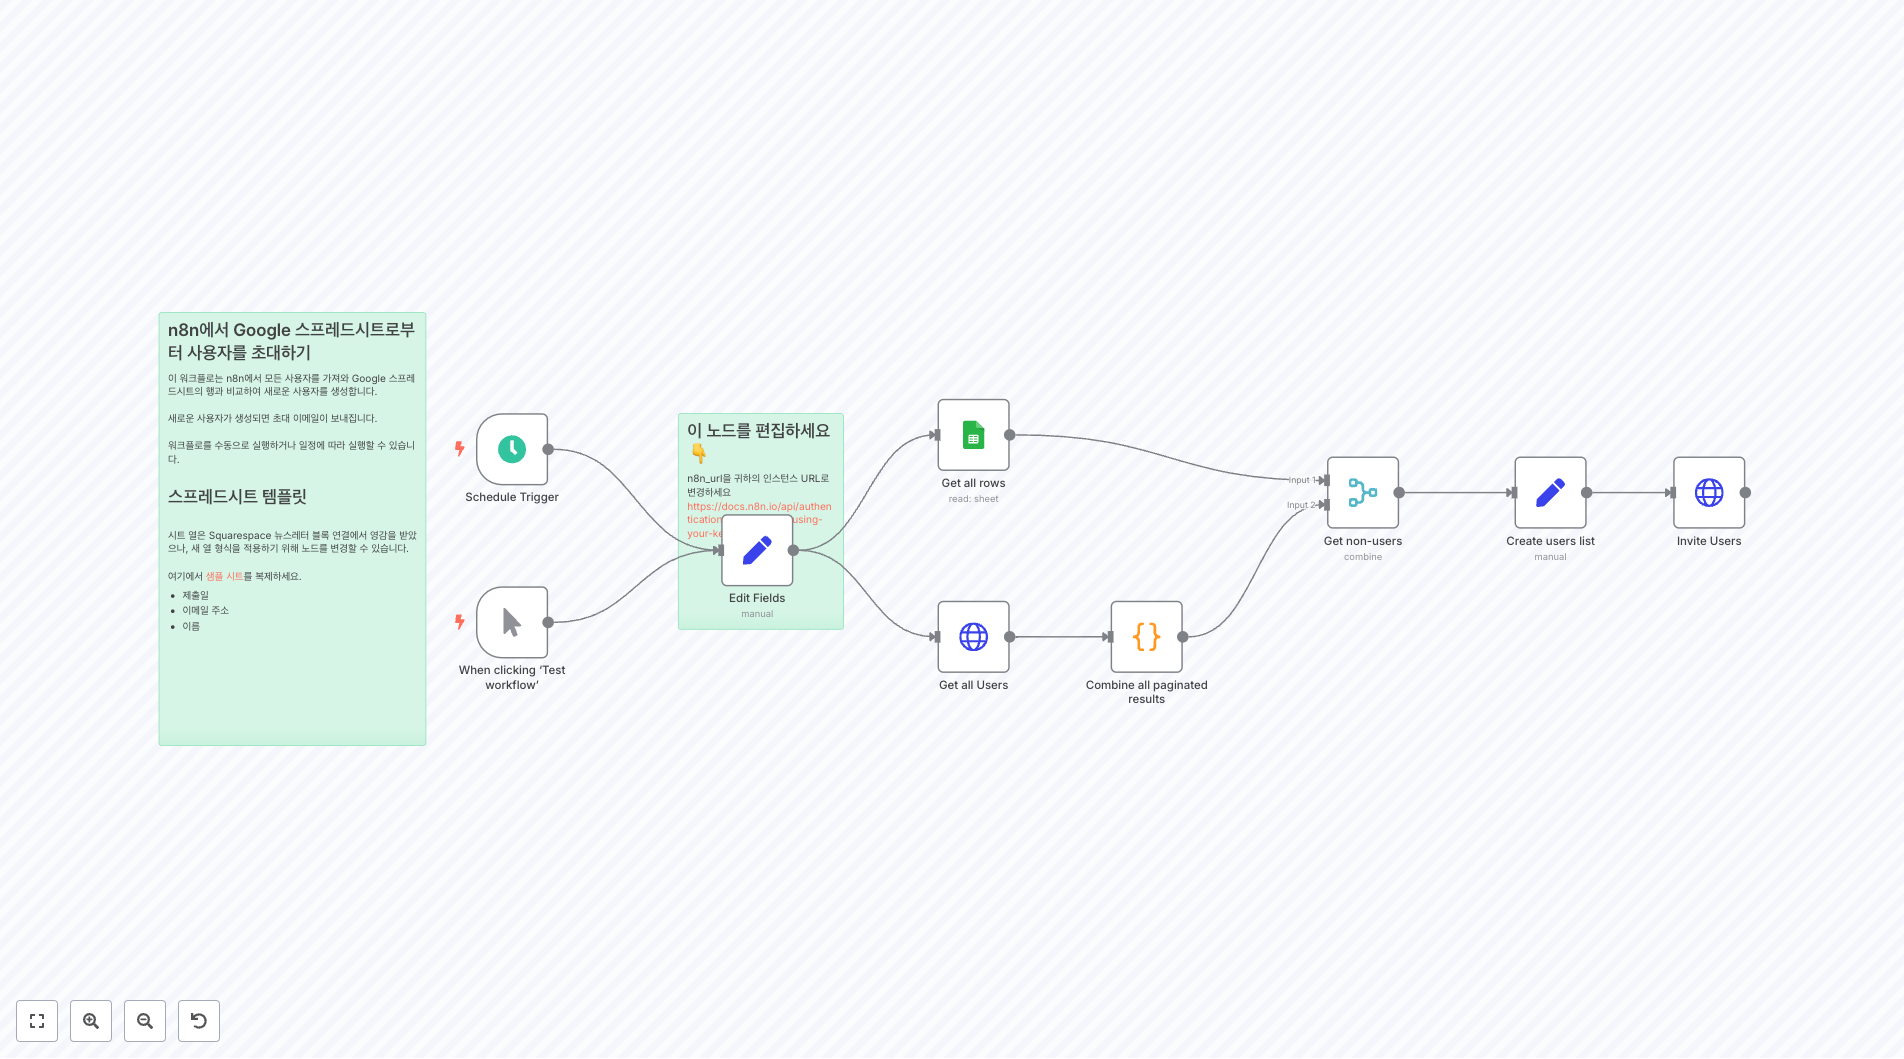 n8n에서 Google 스프레드시트로부
터 사용자를 초대하기
이 워크플로는 n8n에서 모든 사용자를 가져와 Google 스프레
드시트의 행과 비교하여 새로운 사용자를 생성합니다.
새로운 사용자가 생성되면 초대 이메일이 보내집니다.
워크플로를 수동으로 실행하거나 일정에 따라 실행할 수 있습니
다.
스프레드시트 템플릿
시트 열은 Squarespace 뉴스레터 블록 연결에서 영감을 받았
으나, 새 열 형식을 적용하기 위해 노드를 변경할 수 있습니다.
여기에서 샘플 시트를 복제하세요.
• 제출일
• 이메일 주소
• 이름
Schedule Trigger
When clicking ‘Test
workflow’
이 노드를 편집하세요
👇
n8n_url을 귀하의 인스턴스 URL로
변경하세요
https://docs.n8n.io/api/authen
tication using-
your-ke
Edit Fields
manual
Get all rows
read: sheet
Get all Users
Combine all paginated
results
Input 1
Input 2
Get non-users
combine
Create users list
manual
Invite Users